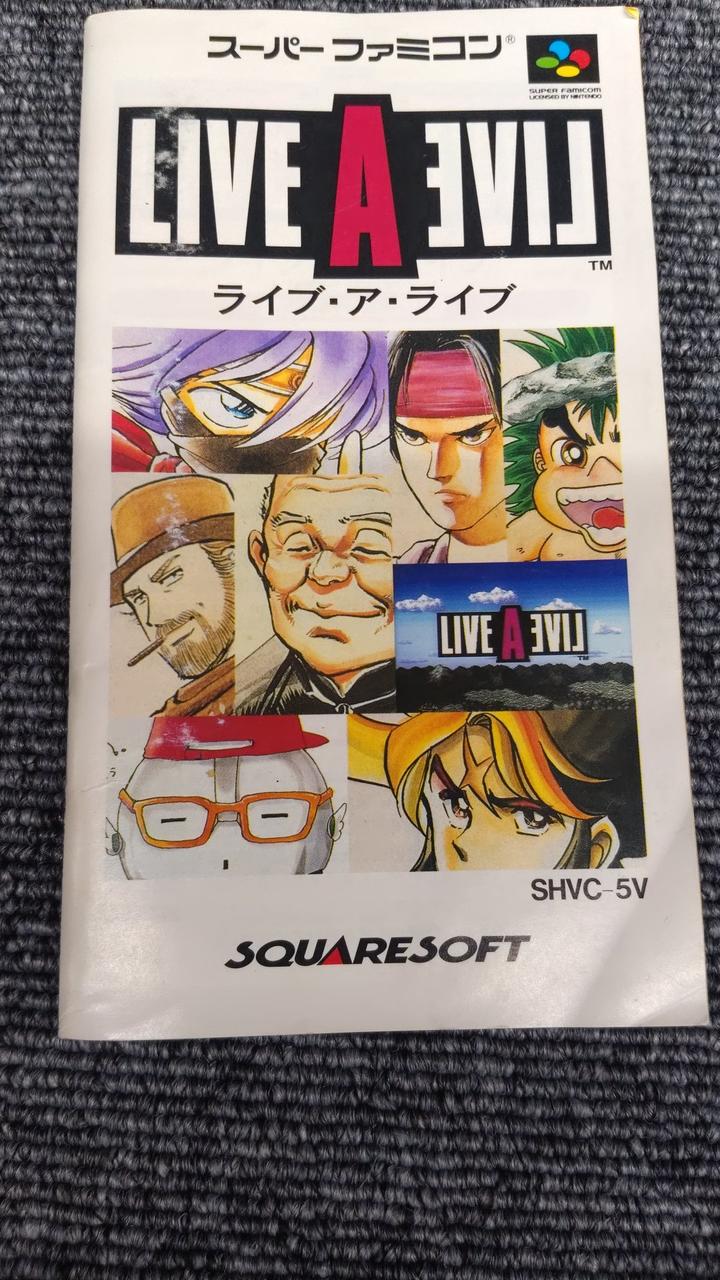 スーパーファミコン®
SUPER FAMICOM
LICENSED BY NINTENDO
LIVE A LIVE
TM
ライブ・ア・ライブ
LIVE A LIVE
TM
SHVC-5V
SQUARESOFT